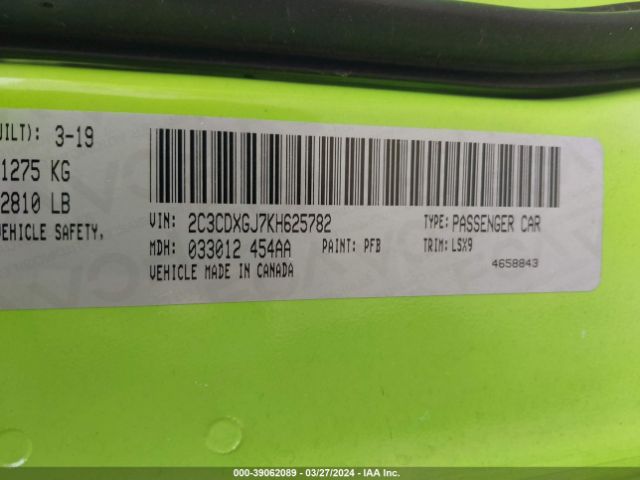 UILT): 3-19
1275 KG
2810 LB
VEHICLE SAFETY,
VIN: 2C3CDXGJ7KH625782 TYPE: PASSENGER CAR
MDH: 033012 454AA PAINT: PFB TRIM: LSX9
VEHICLE MADE IN CANADA 4658843
000-39062089 - 03/27/2024 - IAA Inc.